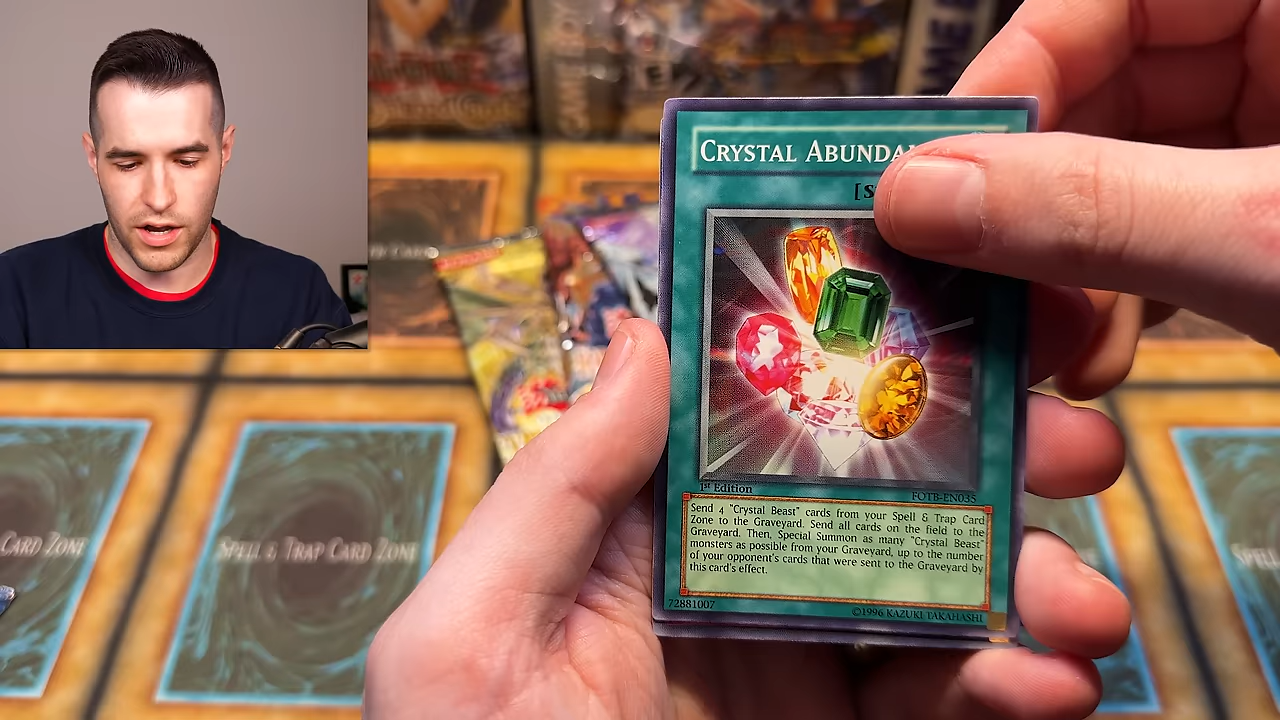 CRYSTAL ABUNDA
[S
1st Edition
FOTB-EN035
Send 4 "Crystal Beast" cards from your Spell & Trap Card
Zone to the Graveyard. Send all cards on the field to the
Graveyard. Then, Special Summon as many "Crystal Beast"
monsters as possible from your Graveyard, up to the number
of your opponent's cards that were sent to the Graveyard by
this card's effect.
72881007
©1996 KAZUKI TAKAHASHI
CARD ZONE
SPELL & TRAP CARD ZONE